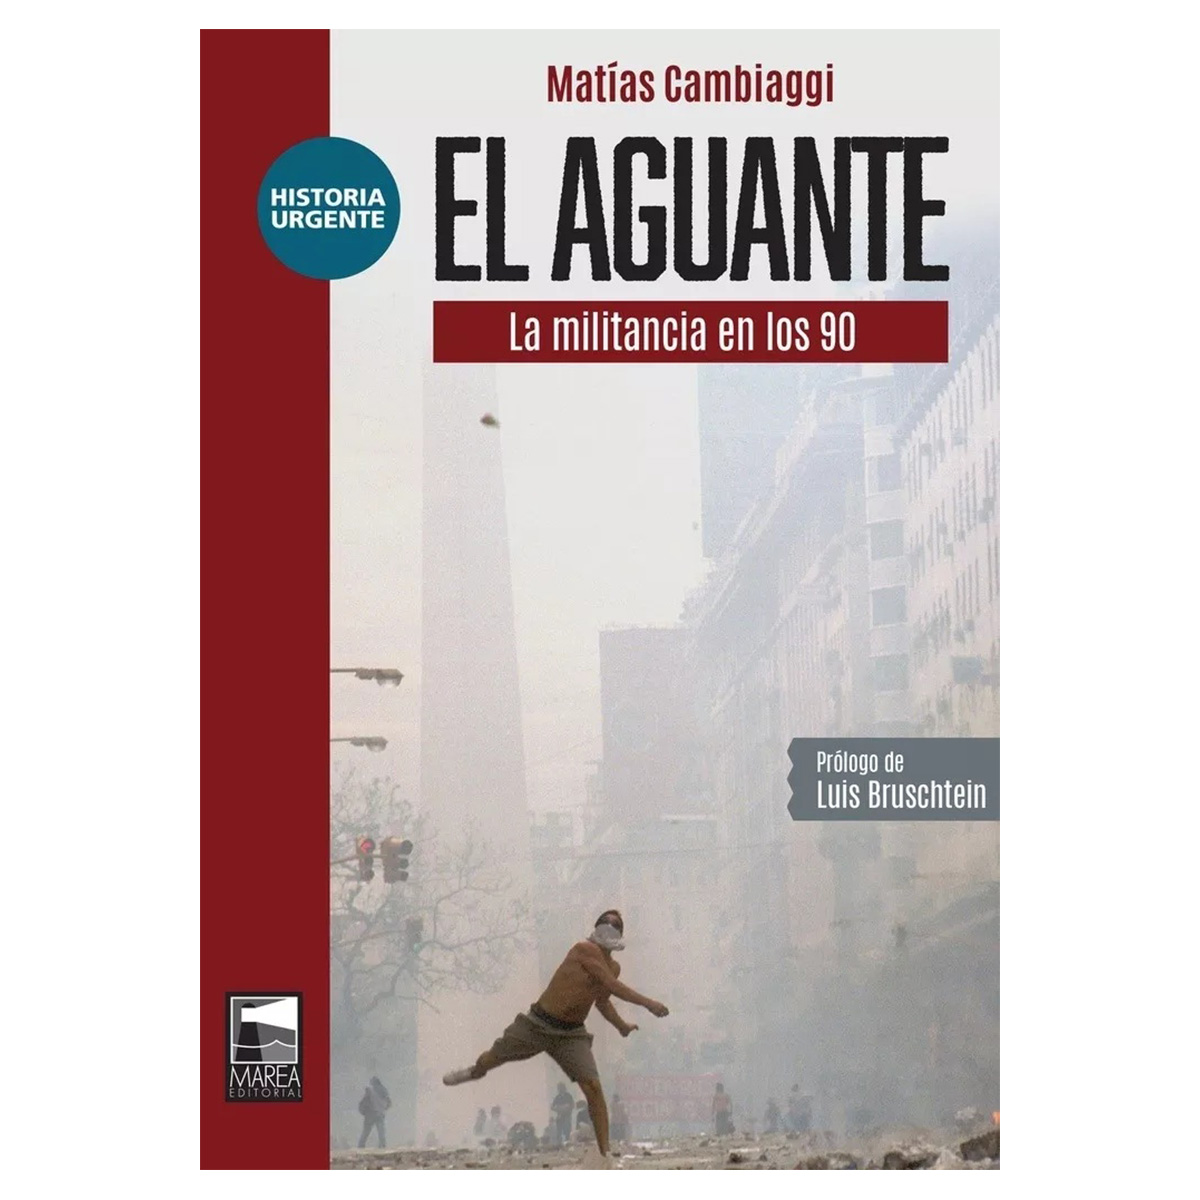 Matías Cambiaggi
EL AGUANTE
HISTORIA
URGENTE
La militancia en los 90
Prólogo de
Luis Bruschtein
MAREA
EDITORIAL